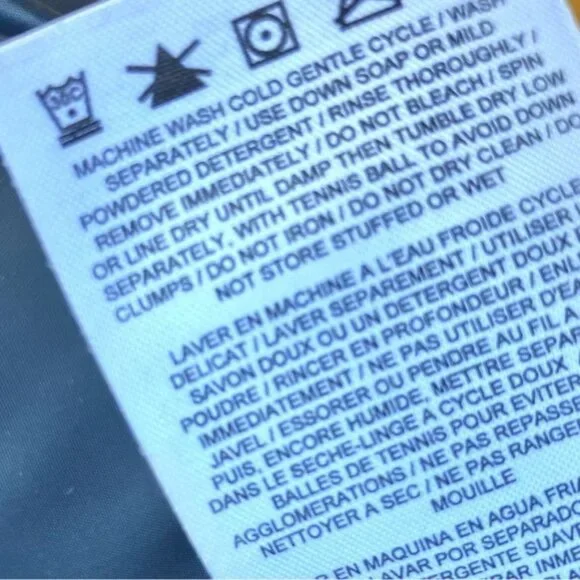 MACHINE WASH COLD GENTLE CYCLE / WASH
SEPARATELY / USE DOWN SOAP OR MILD
POWDERED DETERGENT / RINSE THOROUGHLY /
REMOVE IMMEDIATELY / DO NOT BLEACH / SPIN
OR LINE DRY UNTIL DAMP THEN TUMBLE DRY LOW
SEPARATELY. WITH TENNIS BALL TO AVOID DOWN
CLUMPS / DO NOT IRON / DO NOT DRY CLEAN / DO
NOT STORE STUFFED OR WET
LAVER EN MACHINE A L'EAU FROIDE CYCLE
DELICAT / LAVER SEPAREMENT / UTILISER
SAVON DOUX OU UN DETERGENT DOUX
POUDRE / RINCER EN PROFONDEUR /
IMMEDIATEMENT / NE PAS UTILISER D'EA
JAVEL / ESSORER OU PENDRE AU FIL A
PUIS. ENCORE HUMIDE. METTRE SEPAR
DANS LE SECHE-LINGE A CYCLE DOUX
BALLES DE TENNIS POUR EVITER
AGGLOMERATIONS / NE PAS REPASSE
NETTOYER A SEC / NE PAS RANGE
MOUILLE
EN MAQUINA EN AGUA FRIA
LAVAR POR SEPARADO